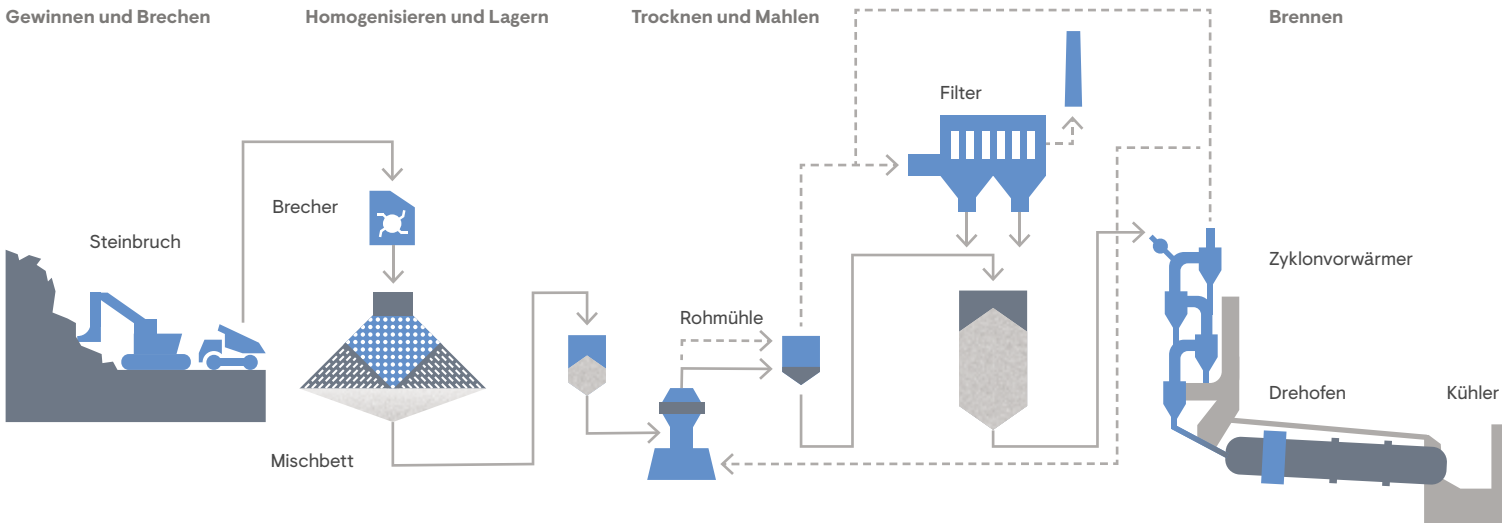 Gewinnen und Brechen
Homogenisieren und Lagern
Trocknen und Mahlen
Brennen
Filter
Brecher
Steinbruch
Zyklonvorwärmer
Rohmühle
Drehofen
Kühler
Mischbett